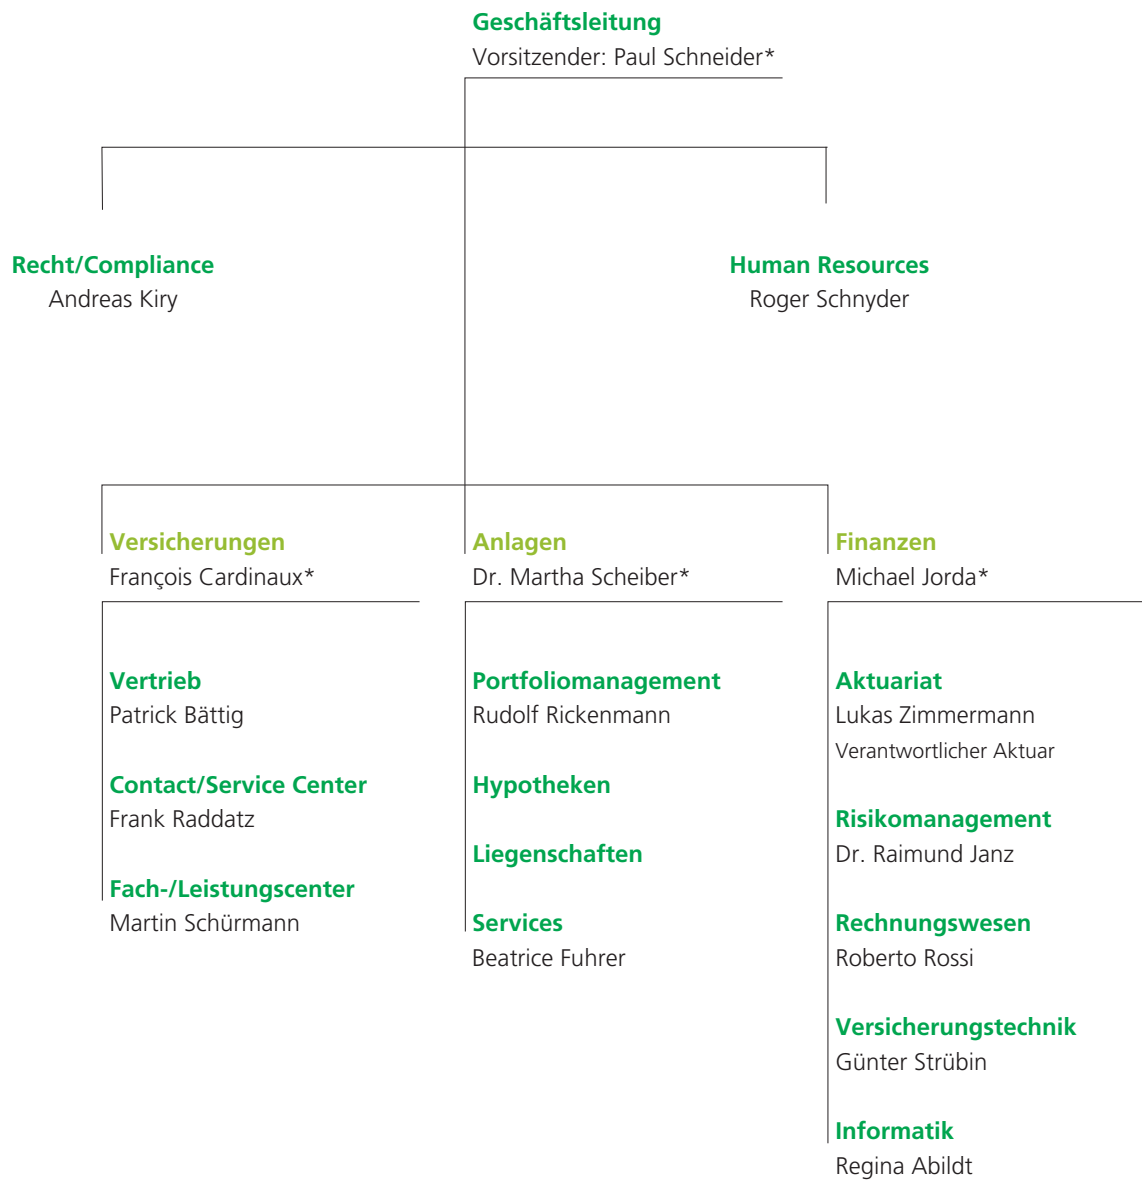 Geschäftsleitung
Vorsitzender: Paul Schneider*
Recht/Compliance
Andreas Kiry
Human Resources
Roger Schnyder
Versicherungen
François Cardinaux*
Vertrieb
Patrick Bättig
Contact/Service Center
Frank Raddatz
Fach-/Leistungscenter
Martin Schürmann
Anlagen
Dr. Martha Scheiber*
Portfoliomanagement
Rudolf Rickenmann
Hypotheken
Liegenschaften
Services
Beatrice Fuhrer
Finanzen
Michael Jorda*
Aktuariat
Lukas Zimmermann
Verantwortlicher Aktuar
Risikomanagement
Dr. Raimund Janz
Rechnungswesen
Roberto Rossi
Versicherungstechnik
Günter Strübin
Informatik
Regina Abildt